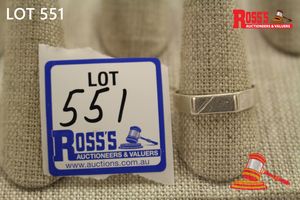 LOT 551
ROSS'S
AUCTIONEERS & VALUERS
LOT
551
ROSS'S
AUCTIONEERS & VALUERS
www.auctions.com.au